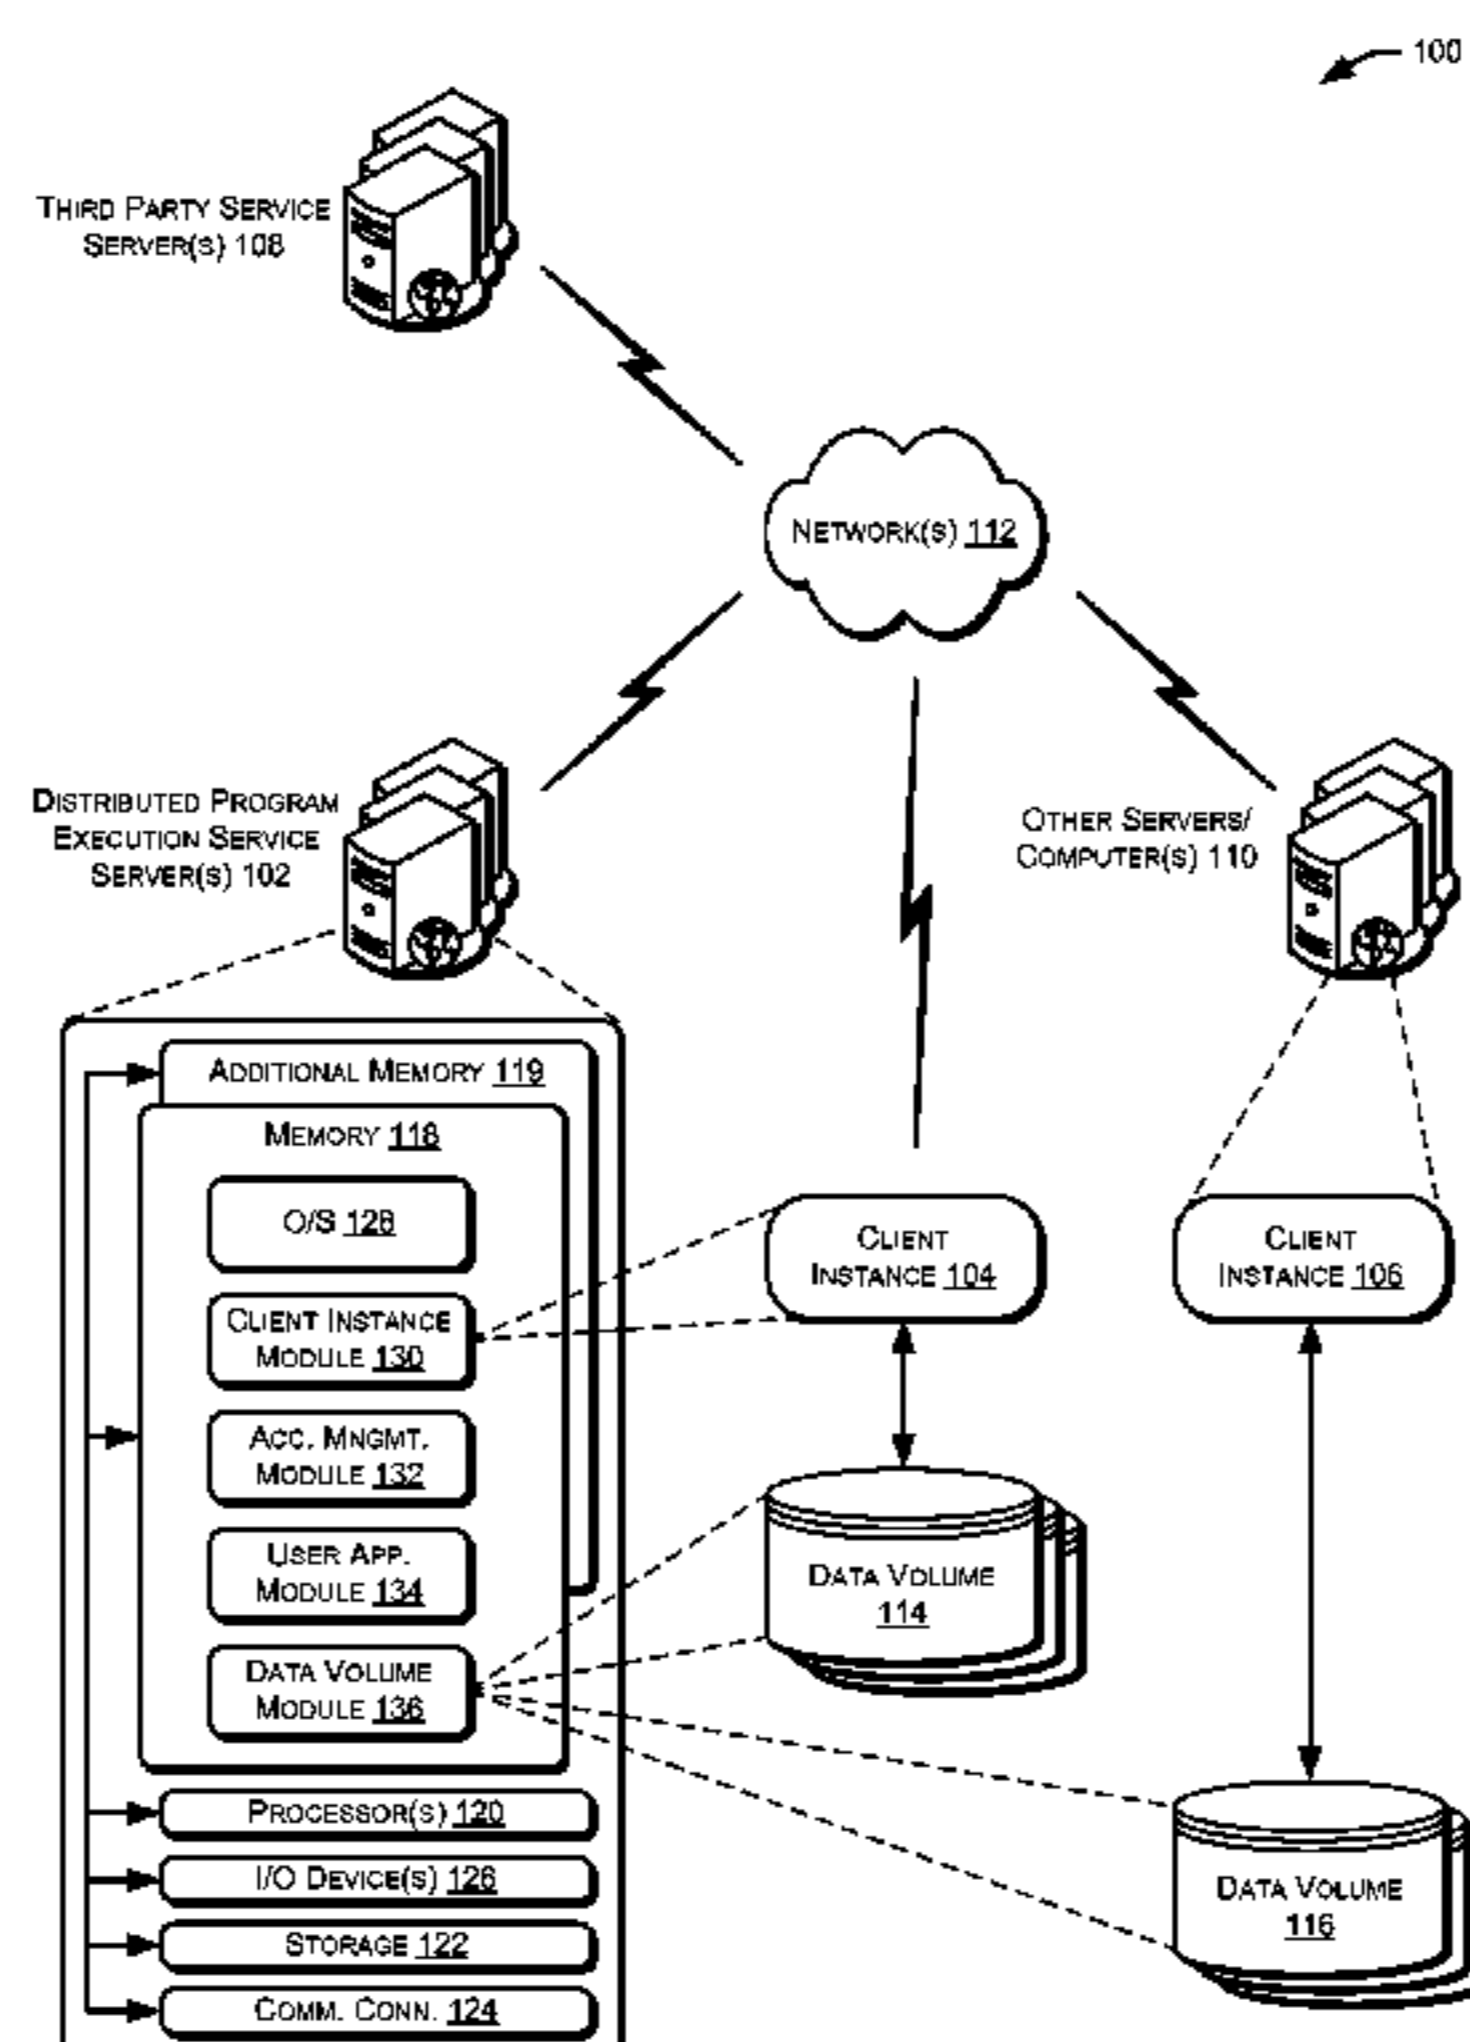 100
THIRD PARTY SERVICE
SERVER(S) 108
NETWORK(S) 112
DISTRIBUTED PROGRAM
EXECUTION SERVICE
SERVER(S) 102
OTHER SERVERS/
COMPUTER(S) 110
ADDITIONAL MEMORY 119
MEMORY 118
O/S 128
CLIENT INSTANCE
MODULE 130
ACC. MNGMT.
MODULE 132
USER APP.
MODULE 134
DATA VOLUME
MODULE 136
PROCESSOR(S) 120
I/O DEVICE(S) 126
STORAGE 122
COMM. CONN. 124
CLIENT
INSTANCE 104
DATA VOLUME
114
CLIENT
INSTANCE 106
DATA VOLUME
116